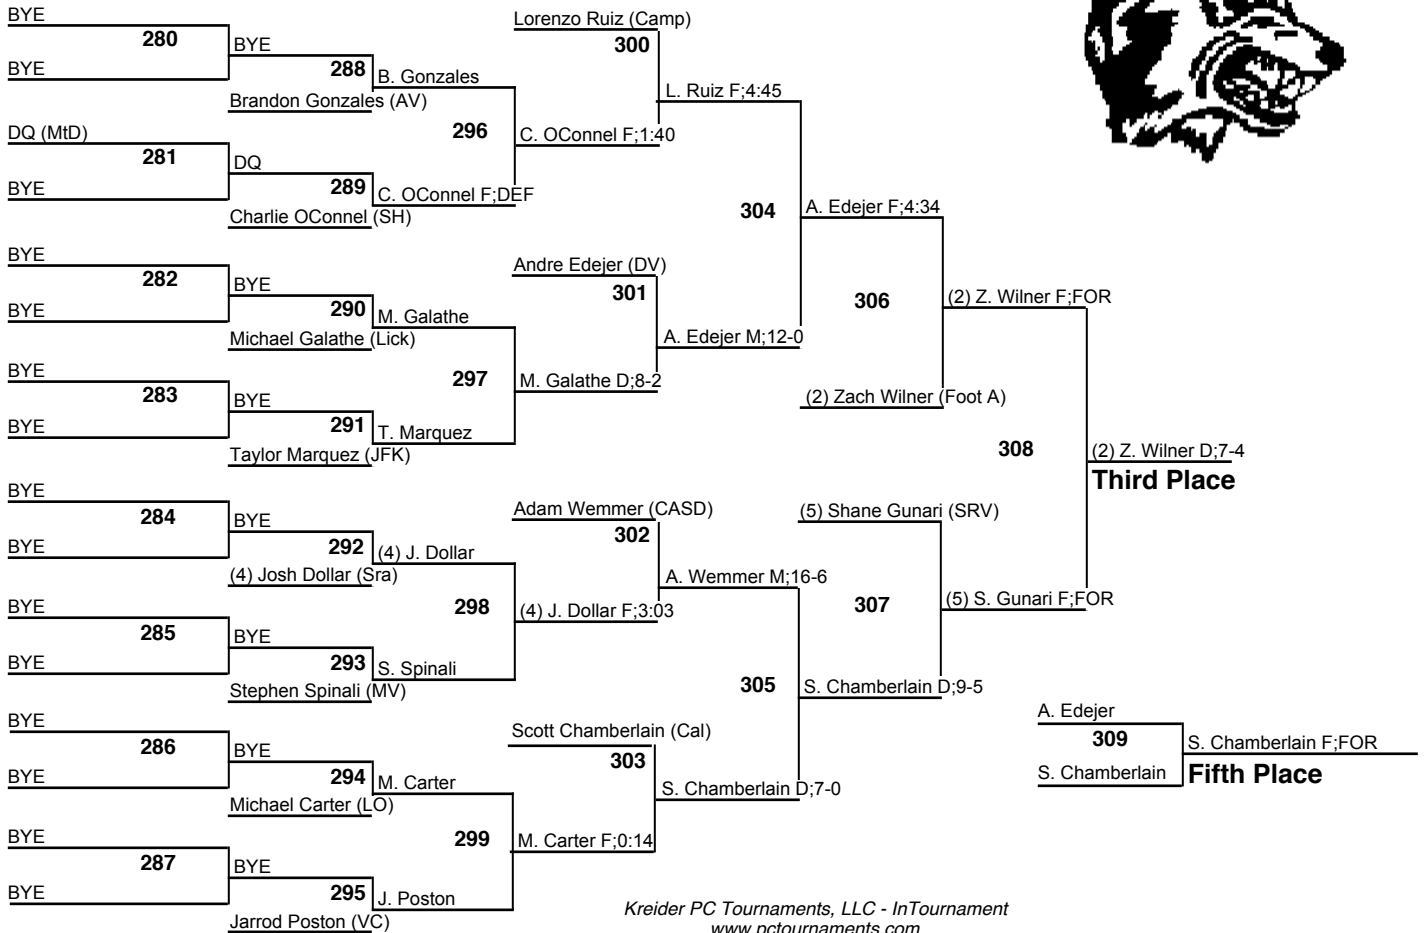 BYE
280
BYE
BYE
288
B. Gonzales
Brandon Gonzales (AV)
DQ (MtD)
281
BYE
DQ
289
C. OConnel F;DEF
Charlie OConnel (SH)
296
C. OConnel F;1:40
Lorenzo Ruiz (Camp)
300
L. Ruiz F;4:45
BYE
282
BYE
BYE
290
M. Galathe
Michael Galathe (Lick)
BYE
283
BYE
BYE
291
T. Marquez
Taylor Marquez (JFK)
297
M. Galathe D;8-2
Andre Edejer (DV)
301
A. Edejer M;12-0
304
A. Edejer F;4:34
306
(2) Zach Wilner (Foot A)
(2) Z. Wilner F;FOR
BYE
284
BYE
BYE
292
(4) J. Dollar
(4) Josh Dollar (Sra)
BYE
285
BYE
BYE
293
S. Spinali
Stephen Spinali (MV)
298
(4) J. Dollar F;3:03
Adam Wemmer (CASD)
302
A. Wemmer M;16-6
BYE
286
BYE
BYE
294
M. Carter
Michael Carter (LO)
BYE
287
BYE
BYE
295
J. Poston
Jarrod Poston (VC)
299
M. Carter F;0:14
Scott Chamberlain (Cal)
303
S. Chamberlain D;7-0
305
S. Chamberlain D;9-5
(5) Shane Gunari (SRV)
307
(5) S. Gunari F;FOR
308
(2) Z. Wilner D;7-4
Third Place
A. Edejer
309
S. Chamberlain
S. Chamberlain F;FOR
Fifth Place
Kreider PC Tournaments, LLC - InTournament
www.pctournaments.com